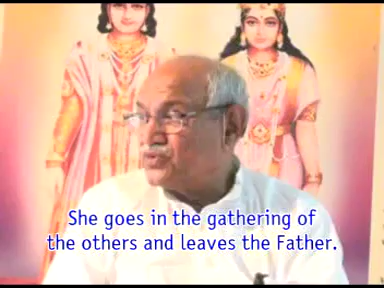 She goes in the gathering of
the others and leaves the Father.